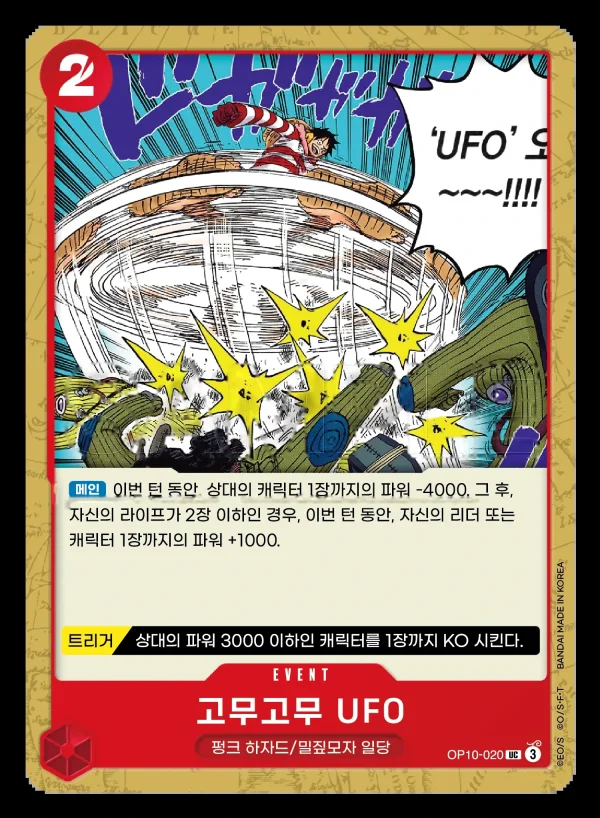 2
'UFO' 오
~~~!!!!
메인 이번 턴 동안, 상대의 캐릭터 1장까지의 파워 -4000. 그 후,
자신의 라이프가 2장 이하인 경우, 이번 턴 동안, 자신의 리더 또는
캐릭터 1장까지의 파워 +1000.
트리거 상대의 파워 3000 이하인 캐릭터를 1장까지 KO 시킨다.
EVENT
고무고무 UFO
펑크 하자드/밀짚모자 일당
OP10-020 UC 3
©EO/S ©O/S·F·T BANDAI MADE IN KOREA